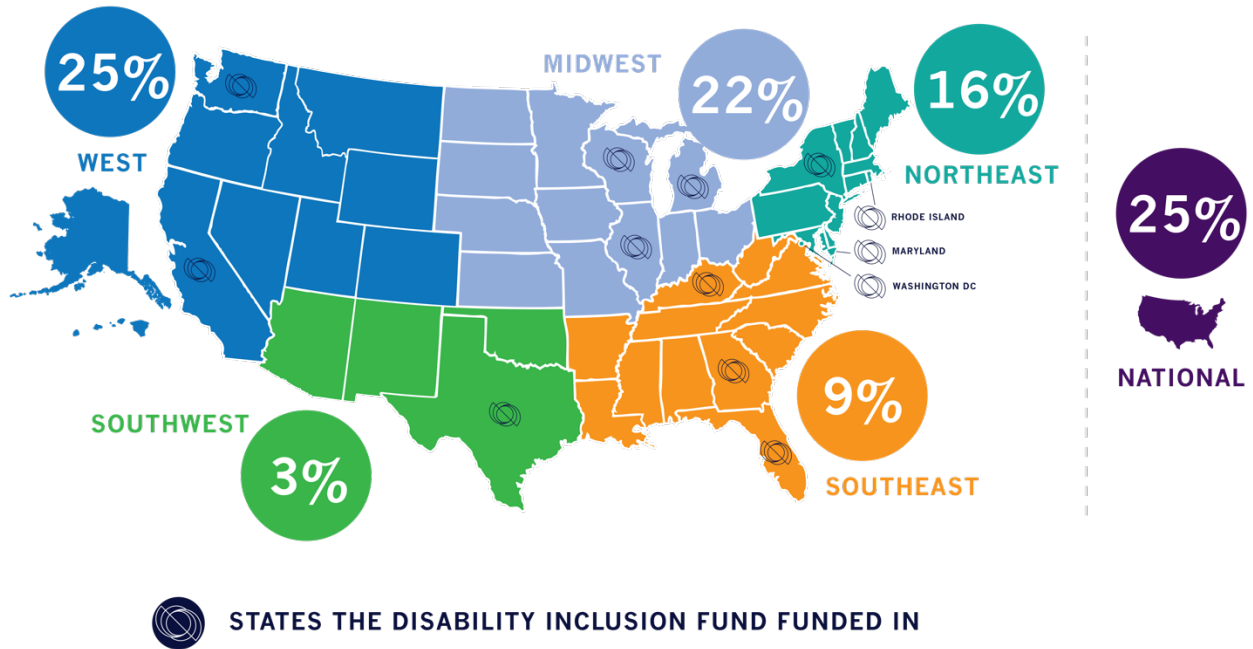 25%
WEST
MIDWEST
22%
16%
NORTHEAST
RHODE ISLAND
MARYLAND
WASHINGTON DC
25%
NATIONAL
SOUTHWEST
3%
9%
SOUTHEAST
STATES THE DISABILITY INCLUSION FUND FUNDED IN